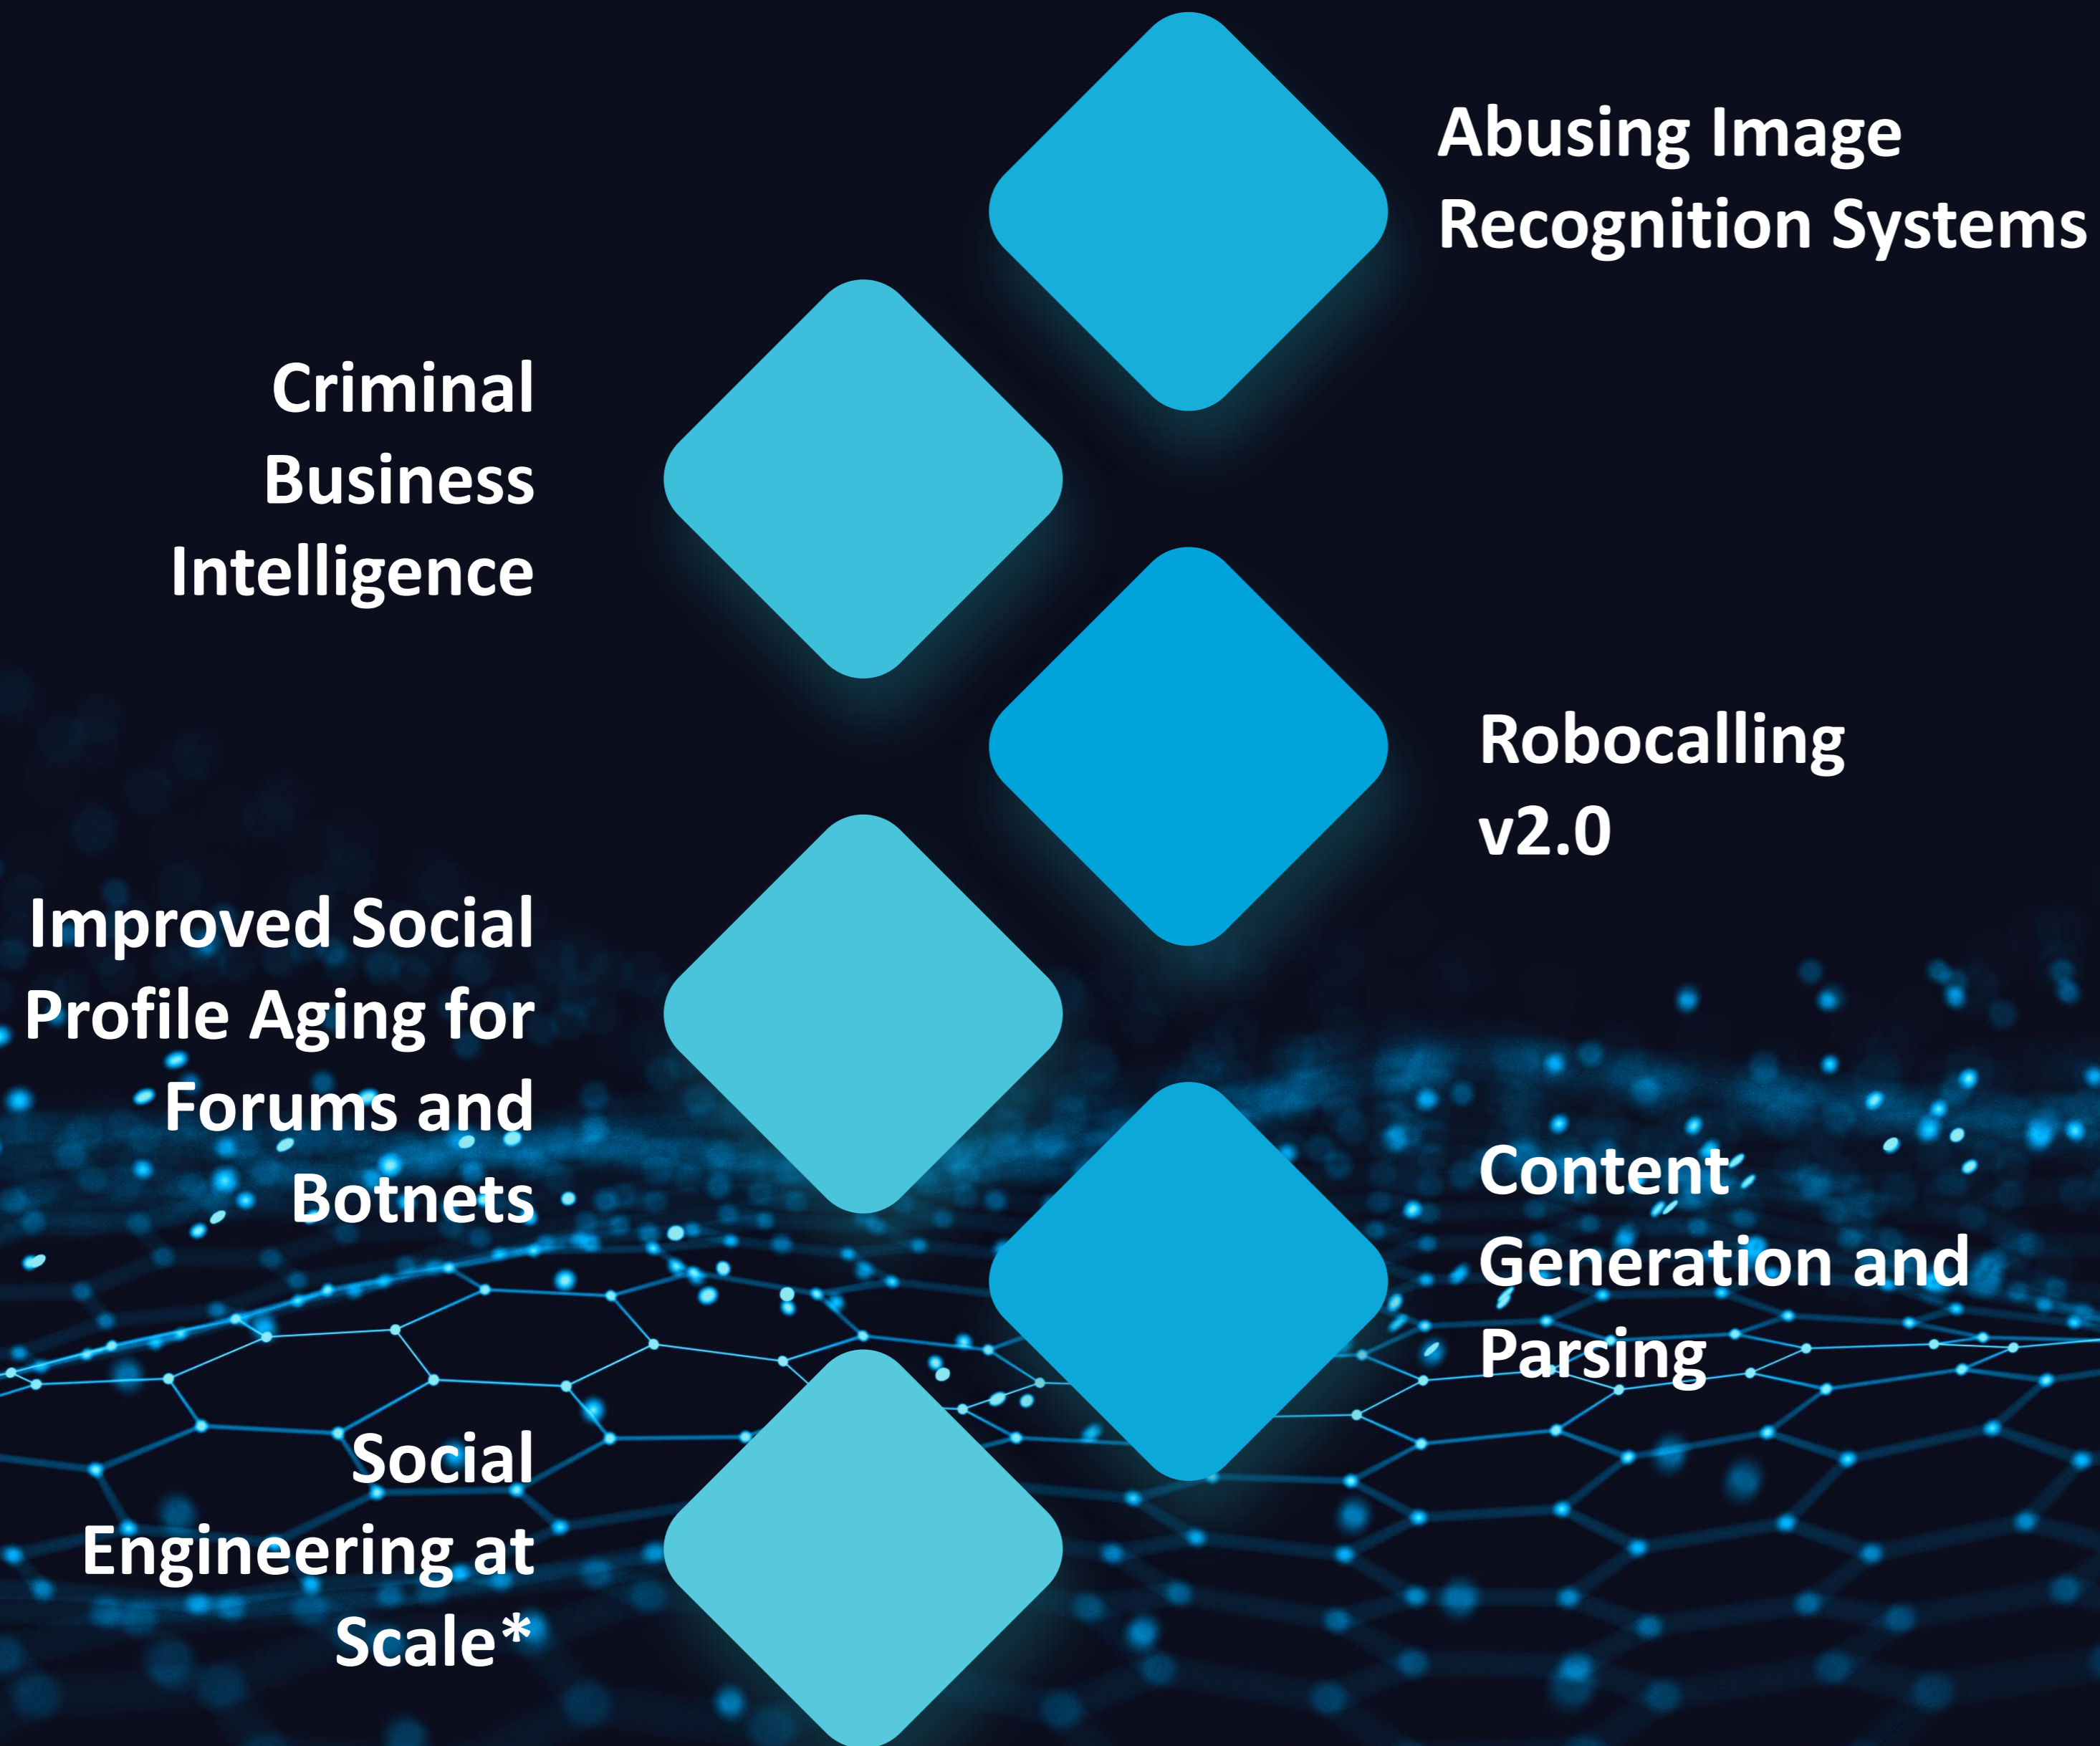 Abusing Image
Recognition Systems
Criminal
Business
Intelligence
Robocalling
v2.0
Improved Social
Profile Aging for
Forums and
Botnets
Content
Generation and
Parsing
Social
Engineering at
Scale*